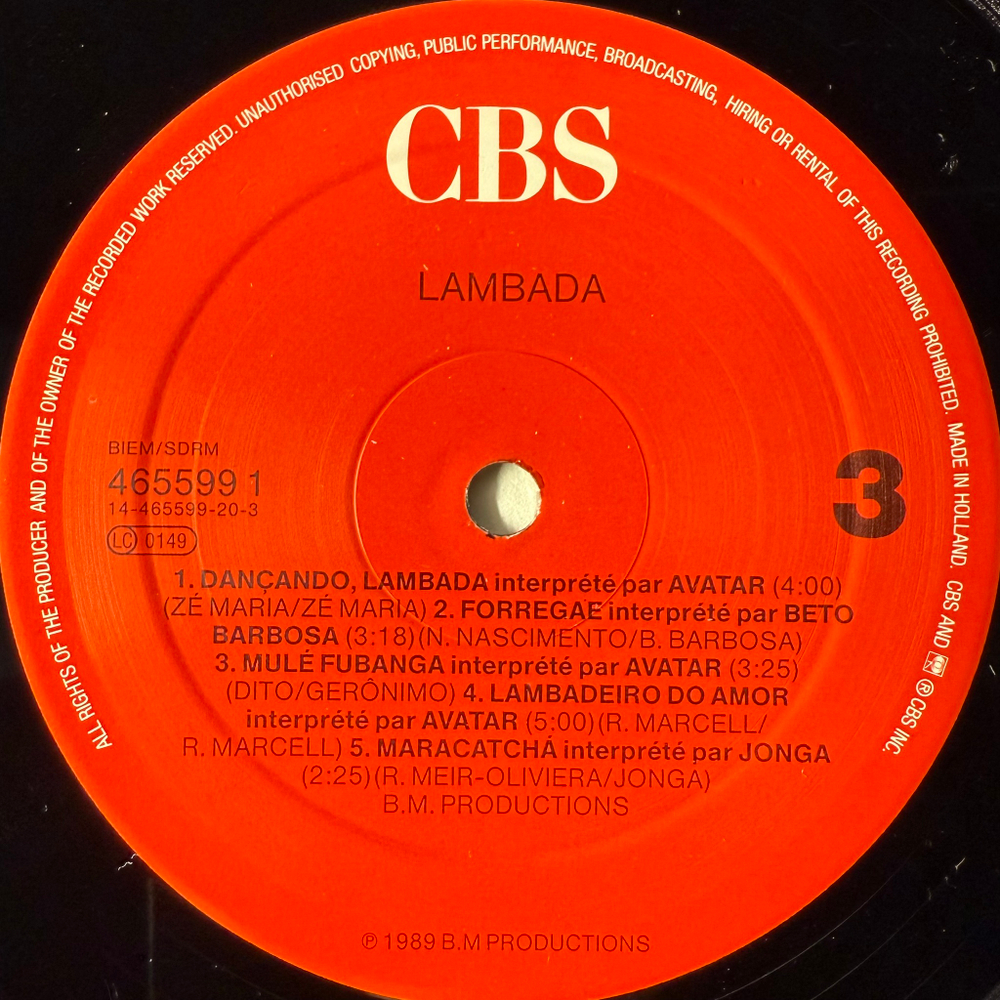 ALL RIGHTS OF THE PRODUCER AND OF THE OWNER OF THE RECORDED WORK RESERVED. UNAUTHORISED COPYING, PUBLIC PERFORMANCE, BROADCASTING, HIRING OR RENTAL OF THIS RECORDING PROHIBITED. MADE IN HOLLAND. CBS AND ® CBS INC.
CBS
LAMBADA
BIEM/SDRM
465599 1
14-465599-20-3
LC 0149
3
1. DANÇANDO, LAMBADA interprété par AVATAR (4:00)
(ZÉ MARIA/ZÉ MARIA) 2. FORREGAE interprété par BETO
BARBOSA (3:18)(N. NASCIMENTO/B. BARBOSA)
3. MULÉ FUBANGA interprété par AVATAR (3:25)
(DITO/GERÔNIMO) 4. LAMBADEIRO DO AMOR
interprété par AVATAR (5:00)(R. MARCELL/
R. MARCELL) 5. MARACATCHÁ interprété par JONGA
(2:25)(R. MEIR-OLIVIERA/JONGA)
B.M. PRODUCTIONS
℗ 1989 B.M PRODUCTIONS